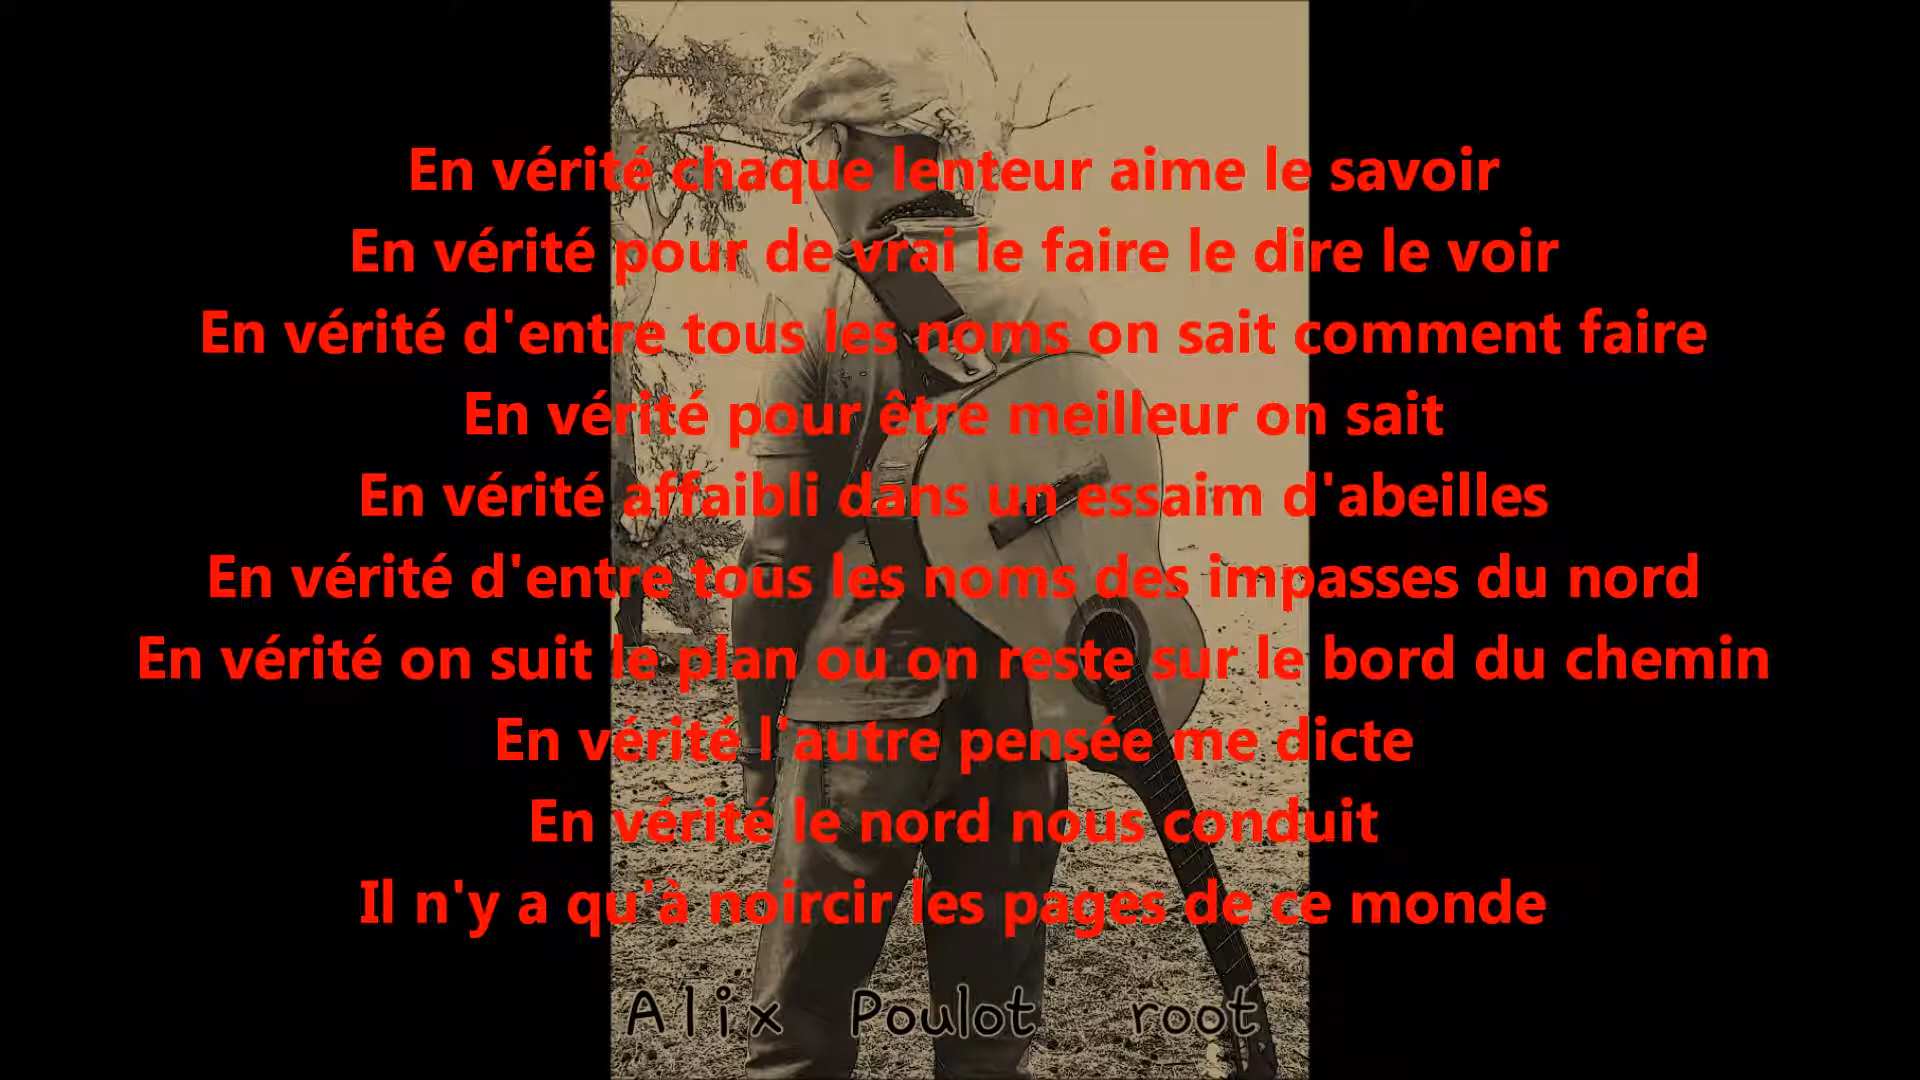 En vérité chaque lenteur aime le savoir
En vérité pour de vrai le faire le dire le voir
En vérité d'entre tous les noms on sait comment faire
En vérité pour être meilleur on sait
En vérité affaibli dans un essaim d'abeilles
En vérité d'entre tous les noms des impasses du nord
En vérité on suit le plan ou on reste sur le bord du chemin
En vérité l'autre pensée me dicte
En vérité le nord nous conduit
Il n'y a qu'à noircir les pages de ce monde
Alix Poulot root